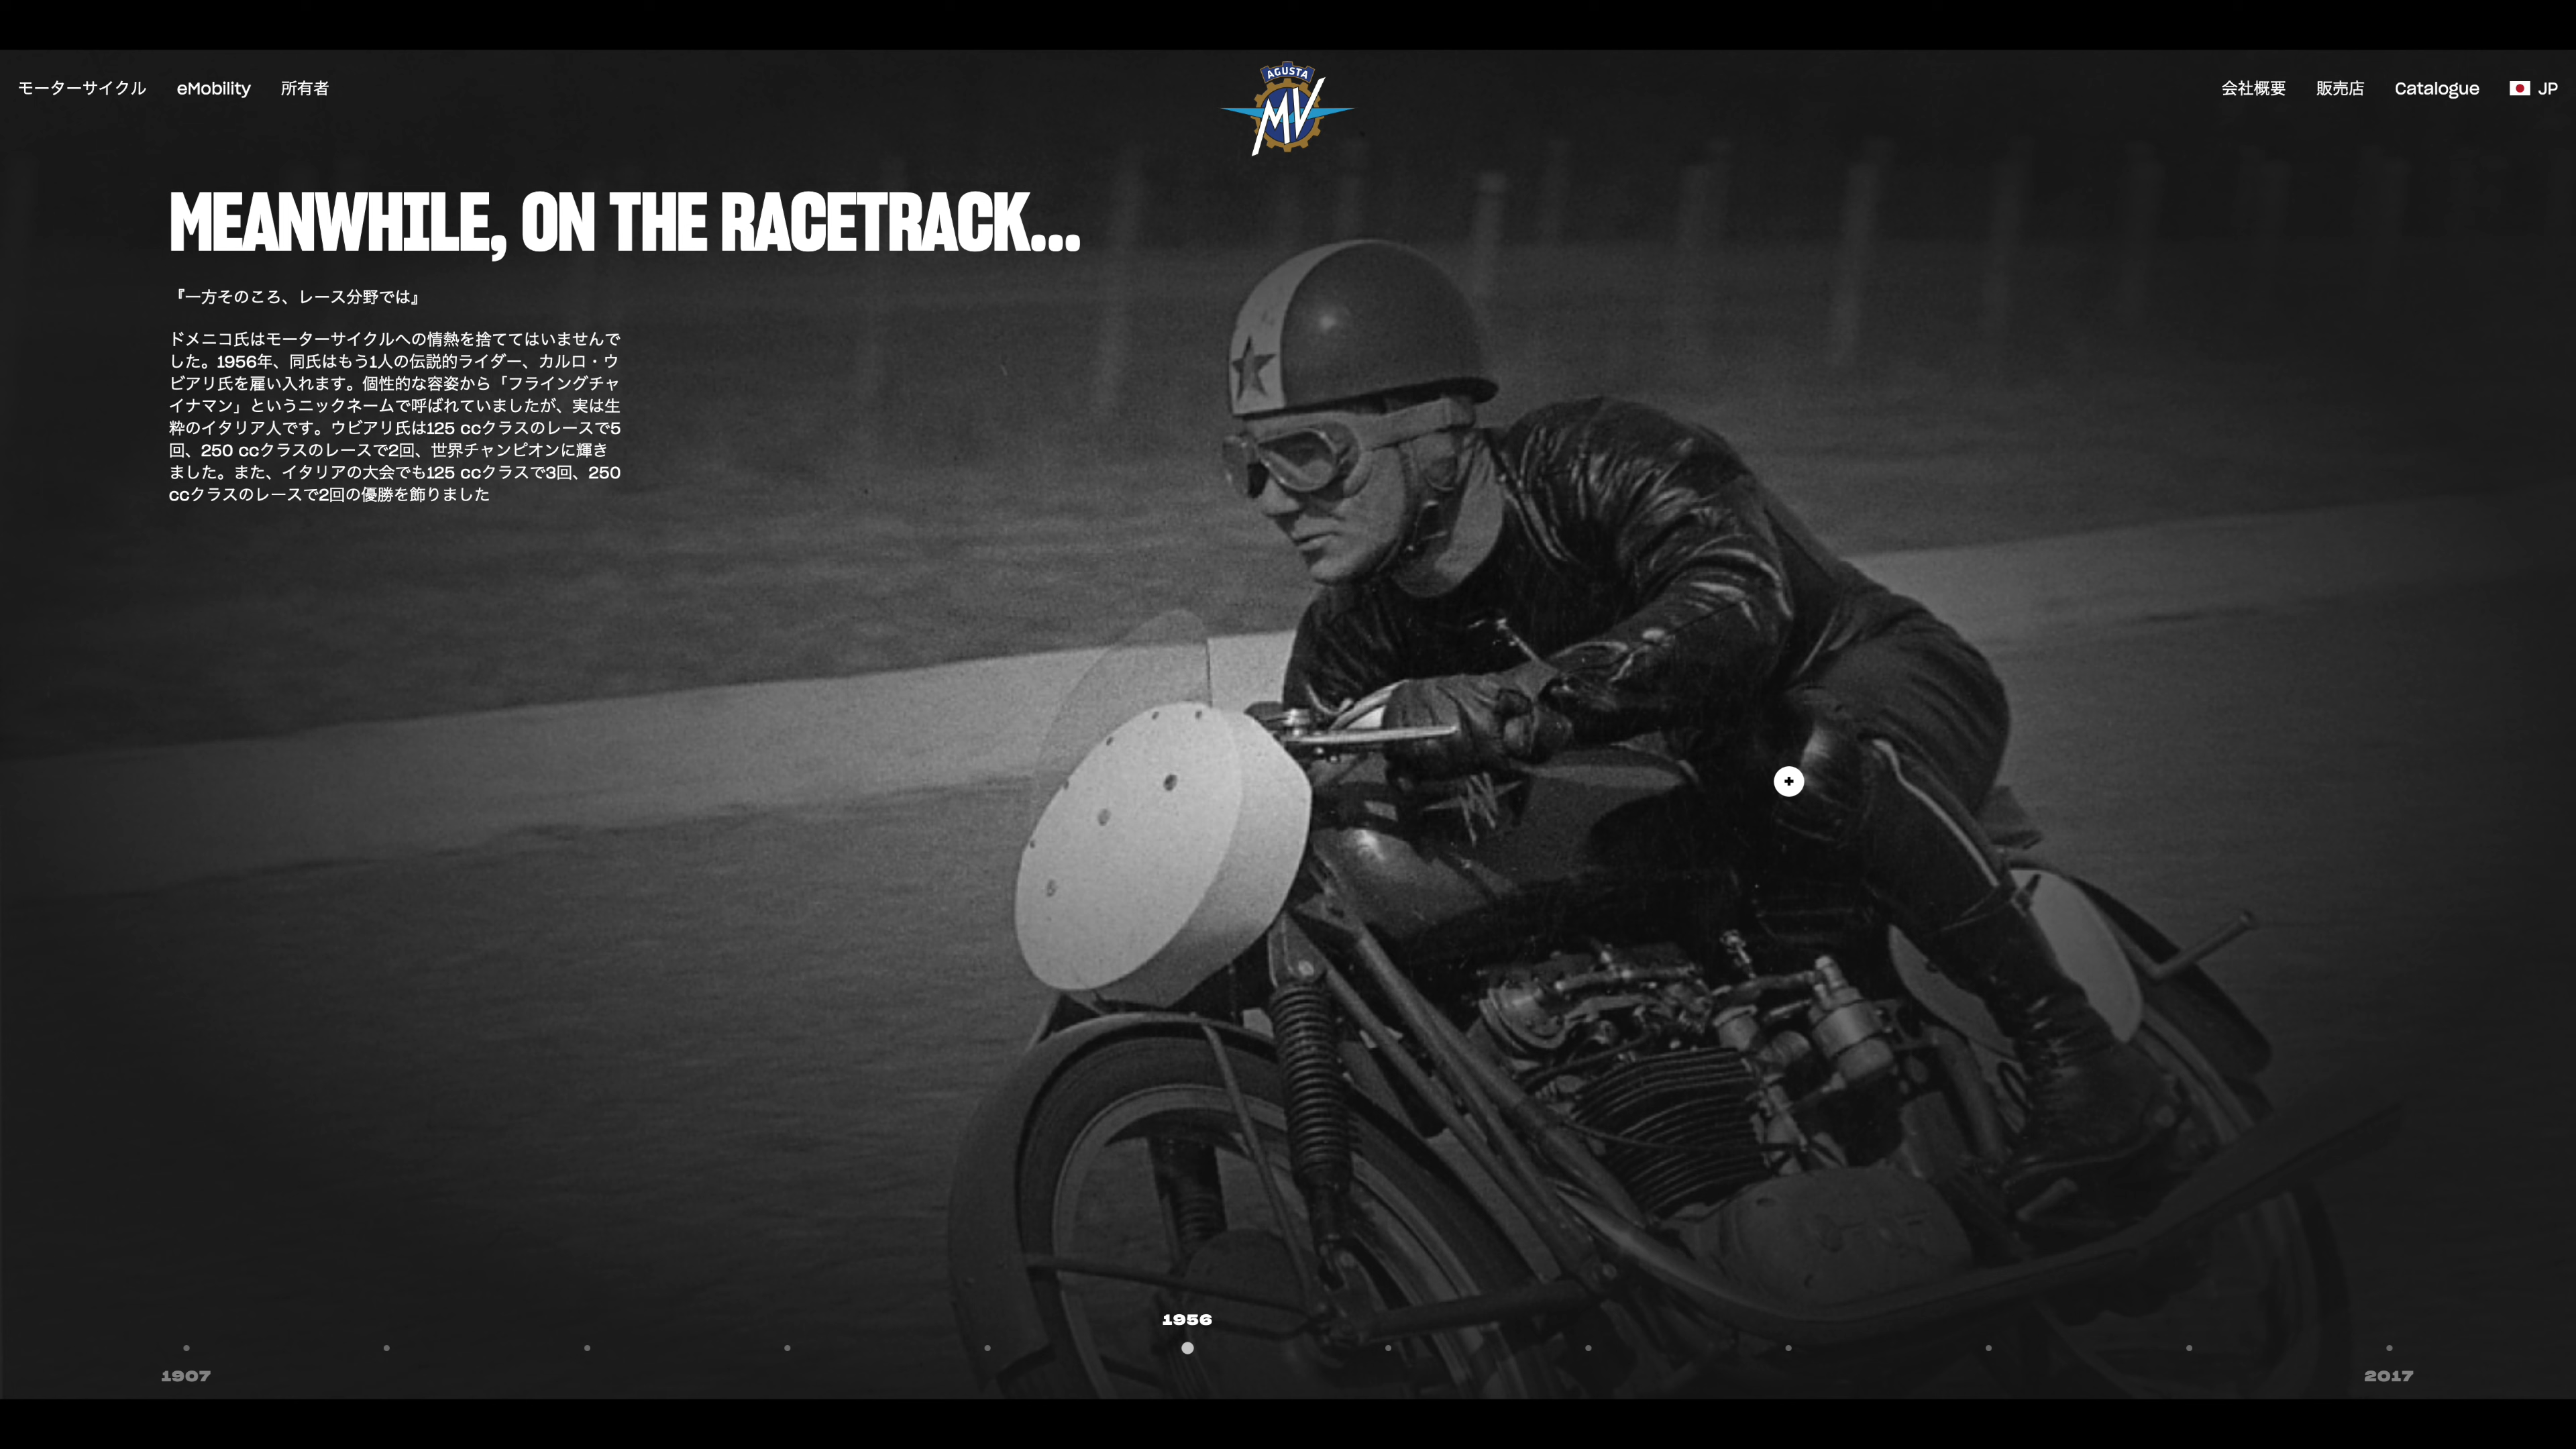 モーターサイクル eMobility 所有者
AGUSTA
MV
会社概要 販売店 Catalogue JP
MEANWHILE, ON THE RACETRACK...
『一方そのころ、レース分野では』
ドメニコ氏はモーターサイクルへの情熱を捨ててはいませんで
した。1956年、同氏はもう1人の伝説的ライダー、カルロ・ウ
ビアリ氏を雇い入れます。個性的な容姿から「フライングチャ
イナマン」というニックネームで呼ばれていましたが、実は生
粋のイタリア人です。ウビアリ氏は125 ccクラスのレースで5
回、250 ccクラスのレースで2回、世界チャンピオンに輝き
ました。また、イタリアの大会でも125 ccクラスで3回、250
ccクラスのレースで2回の優勝を飾りました
1956
1907
2017